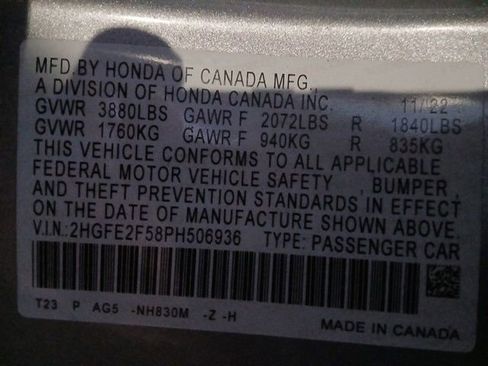 MFD.BY HONDA OF CANADA MFG.,
A DIVISION OF HONDA CANADA INC. 11/22
GVWR 3880LBS GAWR F 2072LBS R 1840LBS
GVWR 1760KG GAWR F 940KG R 835KG
THIS VEHICLE CONFORMS TO ALL APPLICABLE
FEDERAL MOTOR VEHICLE SAFETY , BUMPER ,
AND THEFT PREVENTION STANDARDS IN EFFECT
ON THE DATE OF MANUFACTURE SHOWN ABOVE.
V.I.N.:2HGFE2F58PH506936 TYPE: PASSENGER CAR
T23 P AG5 -NH830M -Z -H
MADE IN CANADA